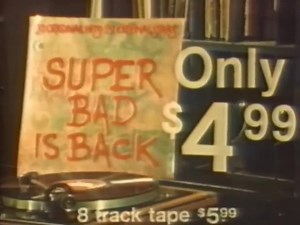 SUPER
BAD
IS BACK
Only
$4.99
8 track tape $5.99